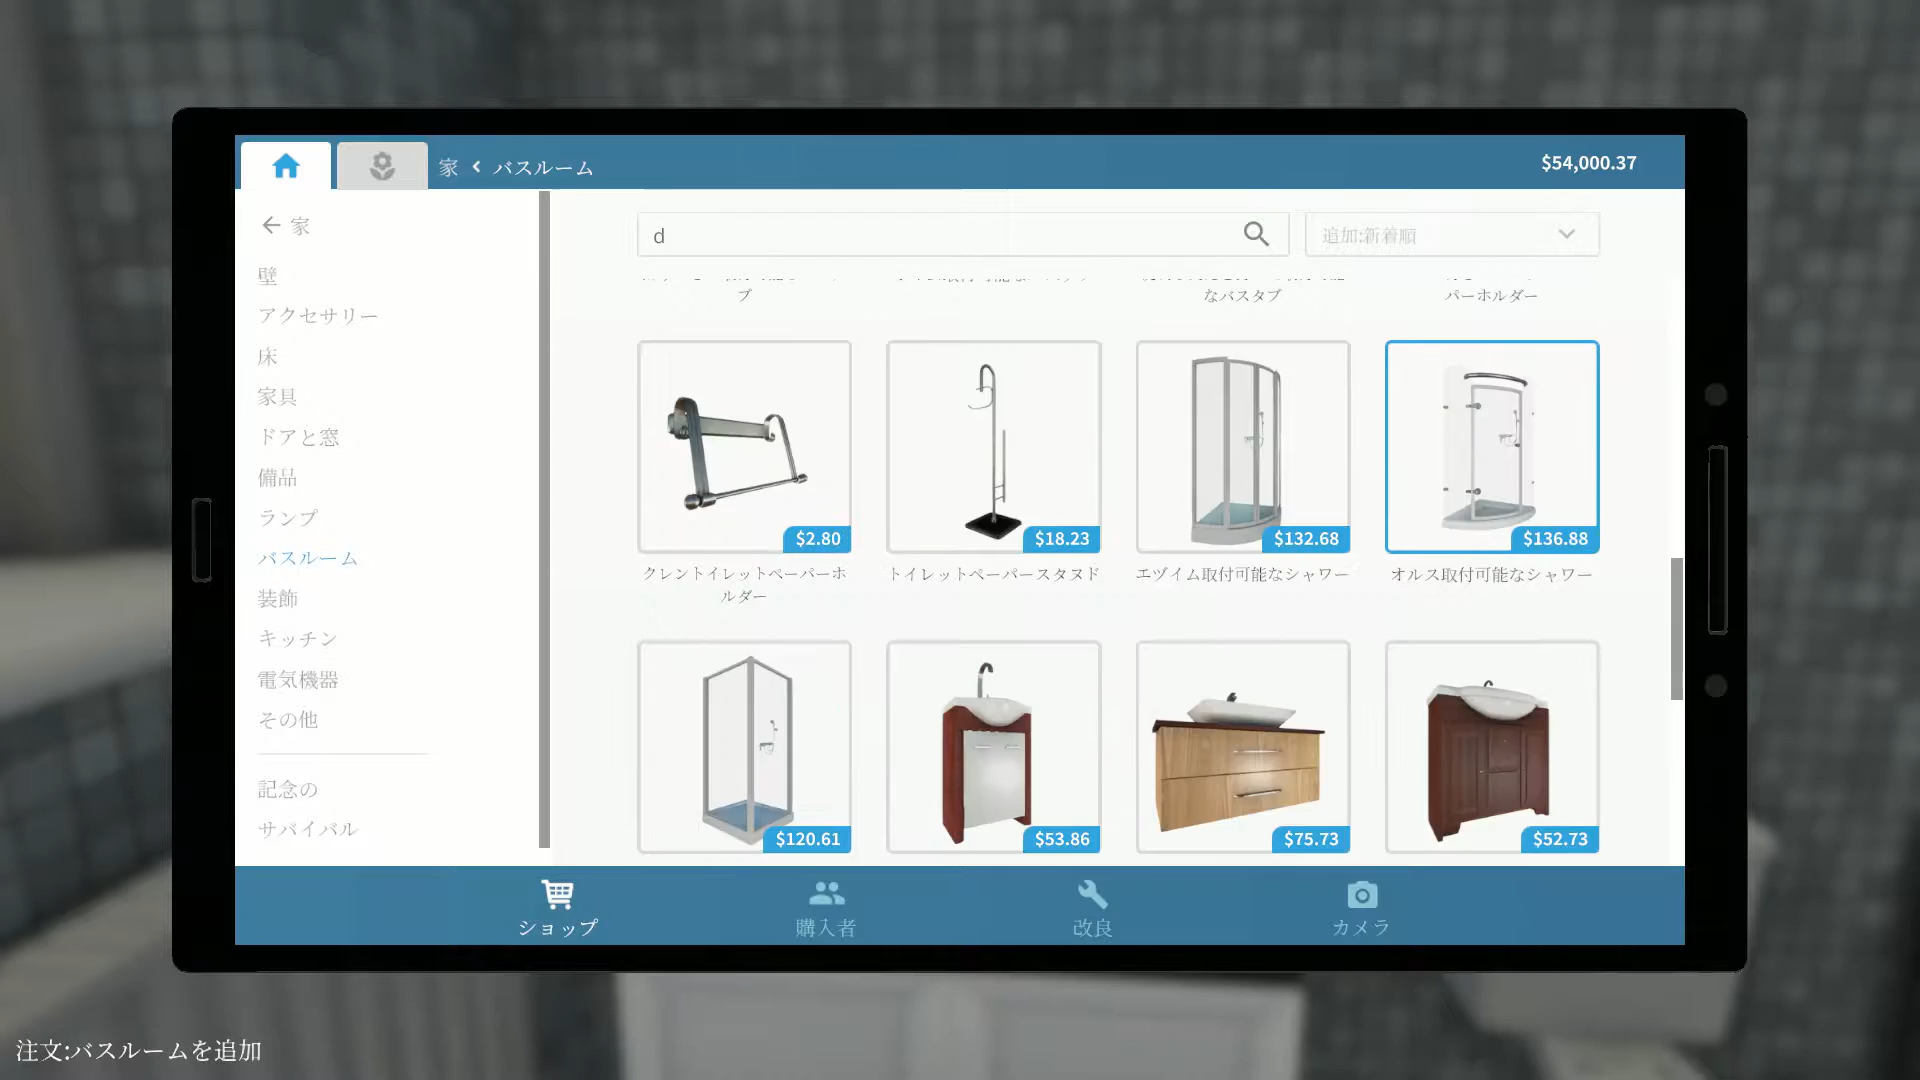 家 バスルーム
$54,000.37
家
壁
アクセサリー
床
家具
ドアと窓
備品
ランプ
バスルーム
装飾
キッチン
電気機器
その他
記念の
サバイバル
d
追加:新着順
プ
なバスタブ
パーホルダー
$2.80
$18.23
$132.68
$136.88
クレントイレットペーパーホ
ルダー
トイレットペーパースタヌド
エヅイム取付可能なシャワー
オルス取付可能なシャワー
$120.61
$53.86
$75.73
$52.73
ショップ
購入者
改良
カメラ
注文:バスルームを追加